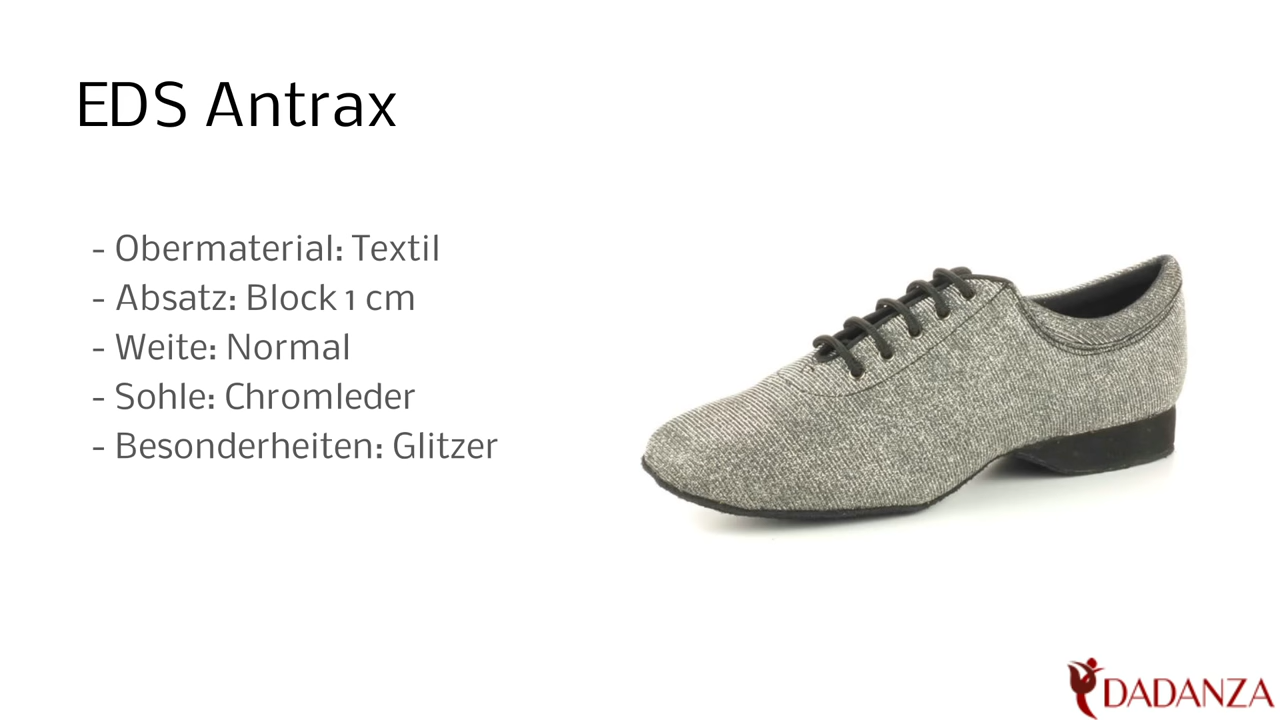 EDS Antrax
- Obermaterial: Textil
- Absatz: Block 1 cm
- Weite: Normal
- Sohle: Chromleder
- Besonderheiten: Glitzer
DADANZA